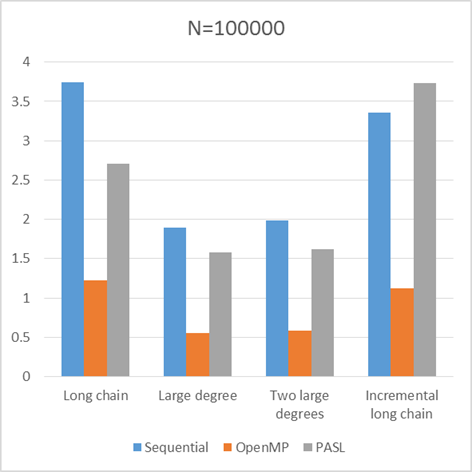 N=100000
4
3.5
3
2.5
2
1.5
1
0.5
0
Long chain
Large degree
Two large
degrees
Incremental
long chain
Sequential
OpenMP
PASL